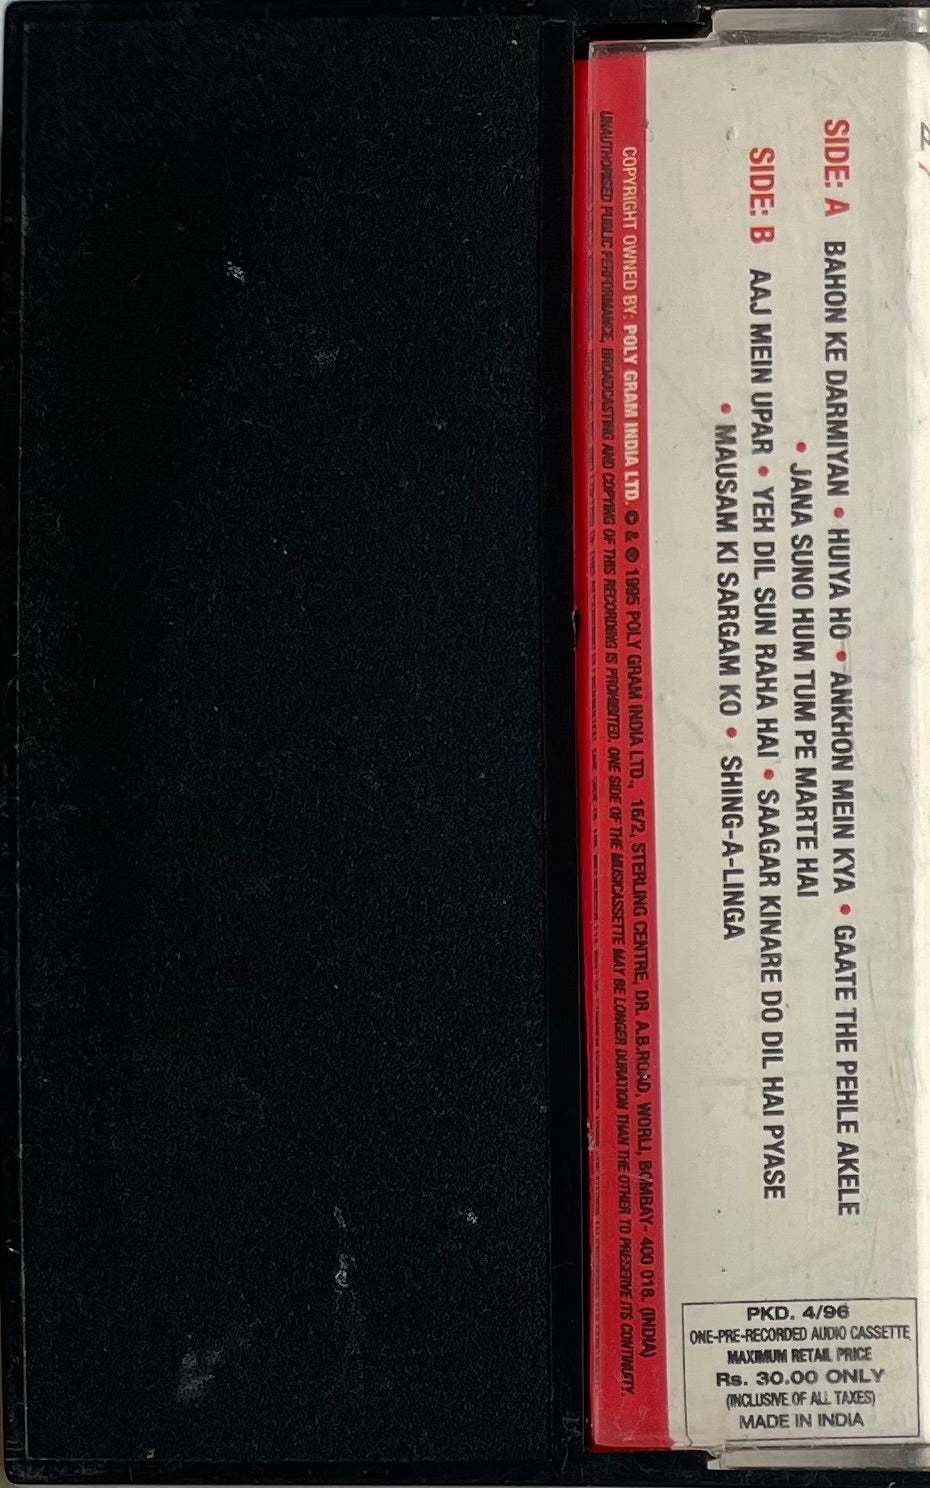 SIDE: A BAHON KE DARMIYAN • HUIYA HO • ANKHON MEIN KYA • GAATE THE PEHLE AKELE
• JANA SUNO HUM TUM PE MARTE HAI
SIDE: B AAJ MEIN UPAR • YEH DIL SUN RAHA HAI • SAAGAR KINARE DO DIL HAI PYASE
• MAUSAM KI SARGAM KO • SHING-A-LINGA
COPYRIGHT OWNED BY: POLY GRAM INDIA LTD. © & ℗ 1995 POLY GRAM INDIA LTD., 16/2, STERLING CENTRE, DR. A.B.ROAD, WORLI, BOMBAY- 400 018. (INDIA)
UNAUTHORISED PUBLIC PERFORMANCE, BROADCASTING AND COPYING OF THIS RECORDING IS PROHIBITED. ONE SIDE OF THE MUSICASSETTE MAY BE LONGER DURATION THAN THE OTHER TO PRESERVE ITS CONTINUITY.
PKD. 4/96
ONE-PRE-RECORDED AUDIO CASSETTE
MAXIMUM RETAIL PRICE
Rs. 30.00 ONLY
(INCLUSIVE OF ALL TAXES)
MADE IN INDIA